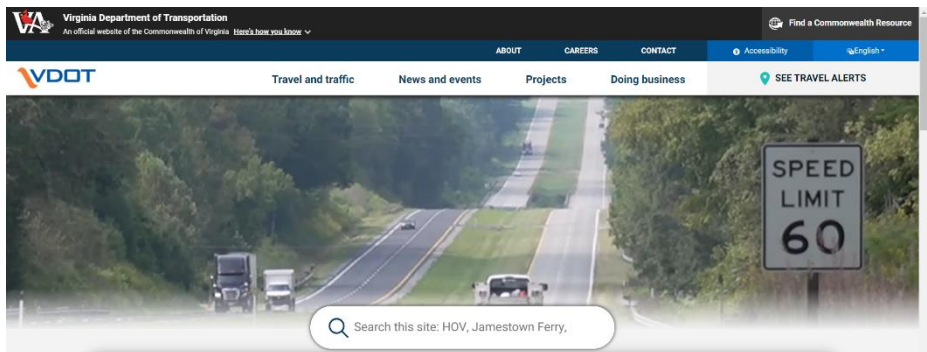 VA
Virginia Department of Transportation
An official website of the Commonwealth of Virginia Here's how you know
Find a Commonwealth Resource
ABOUT CAREERS CONTACT Accessibility English
VDOT
Travel and traffic News and events Projects Doing business SEE TRAVEL ALERTS
SPEED
LIMIT
60
Search this site: HOV, Jamestown Ferry,